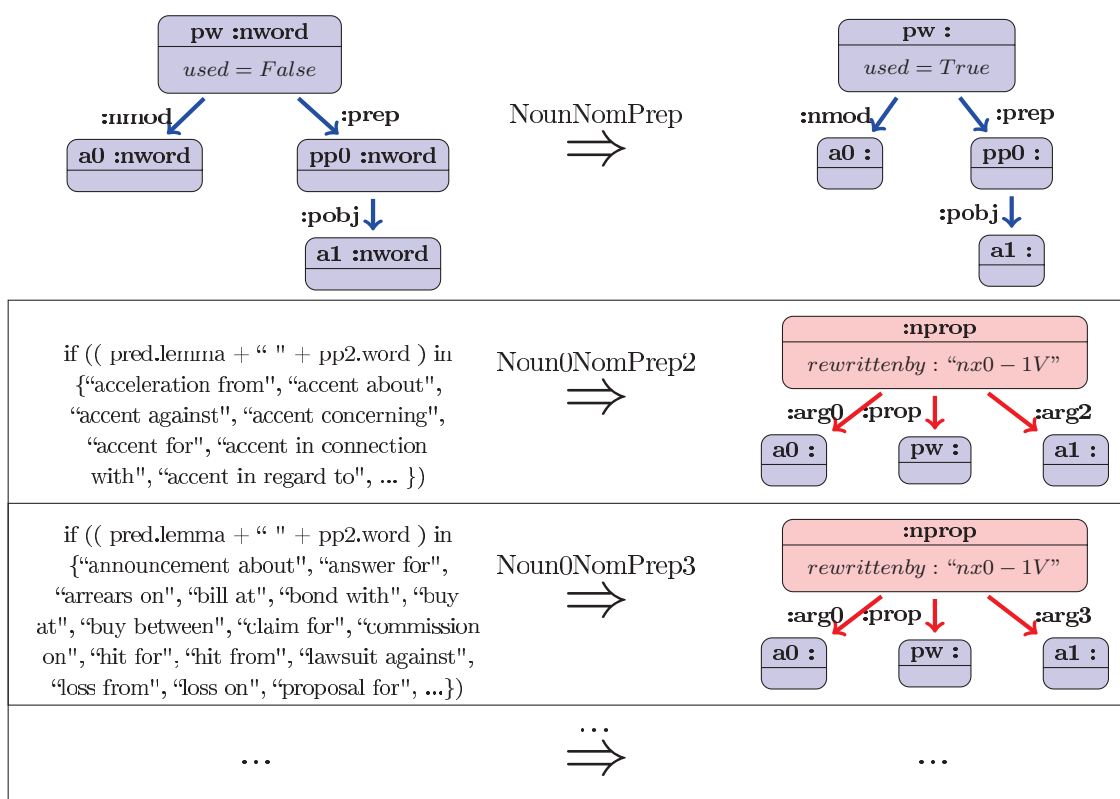 pw :nword
used = False
:nmod
:prep
a0 :nword
pp0 :nword
:pobj
a1 :nword
NounNomPrep
⇒
pw :
used = True
:nmod
:prep
a0 :
pp0 :
:pobj
a1 :
if (( pred.lemma + “ " + pp2.word ) in
{“acceleration from", “accent about",
“accent against", “accent concerning",
“accent for", “accent in connection
with", “accent in regard to", ... })
Noun0NomPrep2
⇒
:nprop
rewrittenby : “nx0 − 1V”
:arg0 :prop :arg2
a0 : pw : a1 :
if (( pred.lemma + “ " + pp2.word ) in
{“announcement about", “answer for",
“arrears on", “bill at", “bond with", “buy
at", “buy between", “claim for", “commission
on", “hit for", “hit from", “lawsuit against",
“loss from", “loss on", “proposal for", ...})
Noun0NomPrep3
⇒
:nprop
rewrittenby : “nx0 − 1V”
:arg0 :prop :arg3
a0 : pw : a1 :
...
...
⇒
...